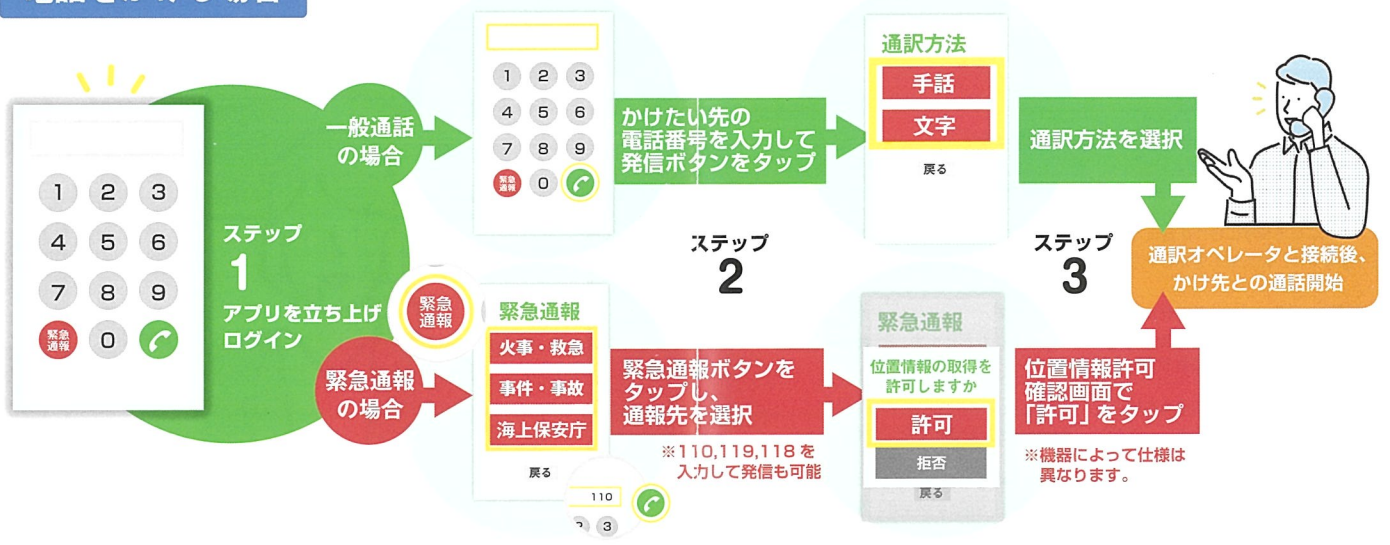 1 2 3
4 5 6
7 8 9
緊急
通報
0
ステップ
1
アプリを立ち上げ
ログイン
一般通話
の場合
1 2 3
4 5 6
7 8 9
緊急
通報
0
かけたい先の
電話番号を入力して
発信ボタンをタップ
通訳方法
手話
文字
戻る
通訳方法を選択
緊急通報
の場合
緊急
通報
緊急通報
火事・救急
事件・事故
海上保安庁
戻る
110
3
ステップ
2
緊急通報ボタンを
タップし、
通報先を選択
※110,119,118 を
入力して発信も可能
緊急通報
位置情報の取得を
許可しますか
許可
拒否
戻る
ステップ
3
位置情報許可
確認画面で
「許可」をタップ
※機器によって仕様は
異なります。
通訳オペレータと接続後、
かけ先との通話開始